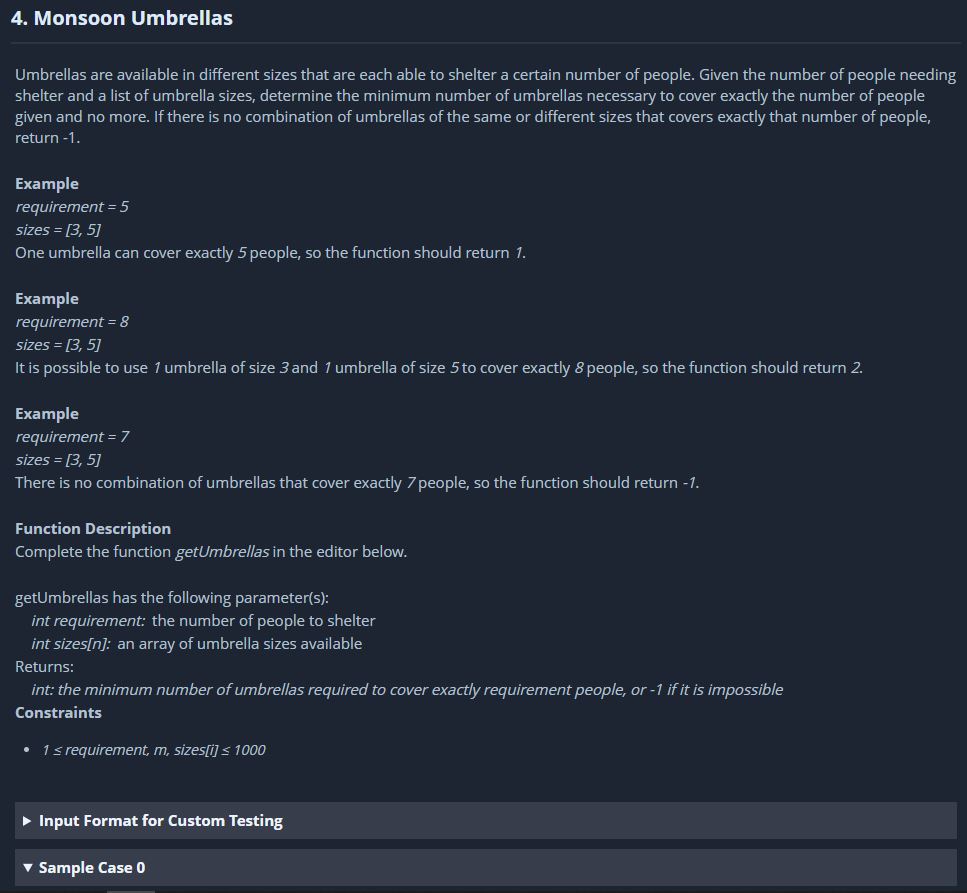 4. Monsoon Umbrellas
Umbrellas are available in different sizes that are each able to shelter a certain number of people. Given the number of people needing
shelter and a list of umbrella sizes, determine the minimum number of umbrellas necessary to cover exactly the number of people
given and no more. If there is no combination of umbrellas of the same or different sizes that covers exactly that number of people,
return -1.
Example
requirement = 5
sizes = [3, 5]
One umbrella can cover exactly 5 people, so the function should return 1.
Example
requirement = 8
sizes = [3, 5]
It is possible to use 1 umbrella of size 3 and 1 umbrella of size 5 to cover exactly 8 people, so the function should return 2.
Example
requirement = 7
sizes = [3, 5]
There is no combination of umbrellas that cover exactly 7 people, so the function should return -1.
Function Description
Complete the function getUmbrellas in the editor below.
getUmbrellas has the following parameter(s):
int requirement: the number of people to shelter
int sizes[n]: an array of umbrella sizes available
Returns:
int: the minimum number of umbrellas required to cover exactly requirement people, or -1 if it is impossible
Constraints
• 1 ≤ requirement, m, sizes[i] ≤ 1000
▶ Input Format for Custom Testing
▼ Sample Case 0